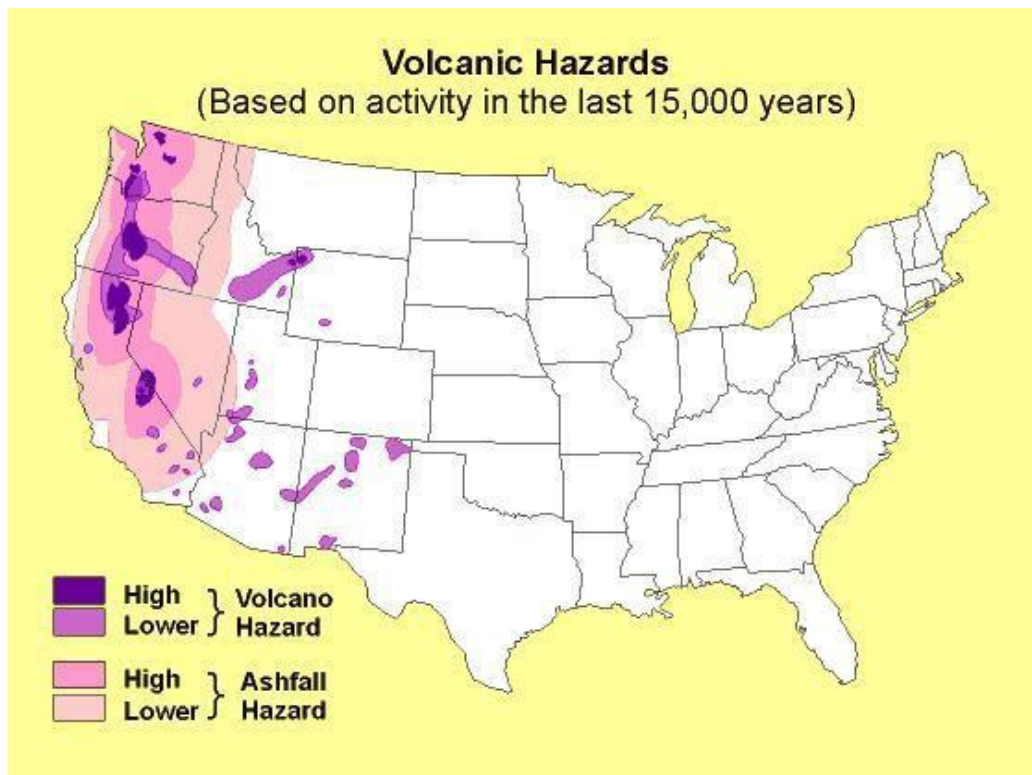 Volcanic Hazards
(Based on activity in the last 15,000 years)
High
Lower
Volcano
Hazard
High
Lower
Ashfall
Hazard